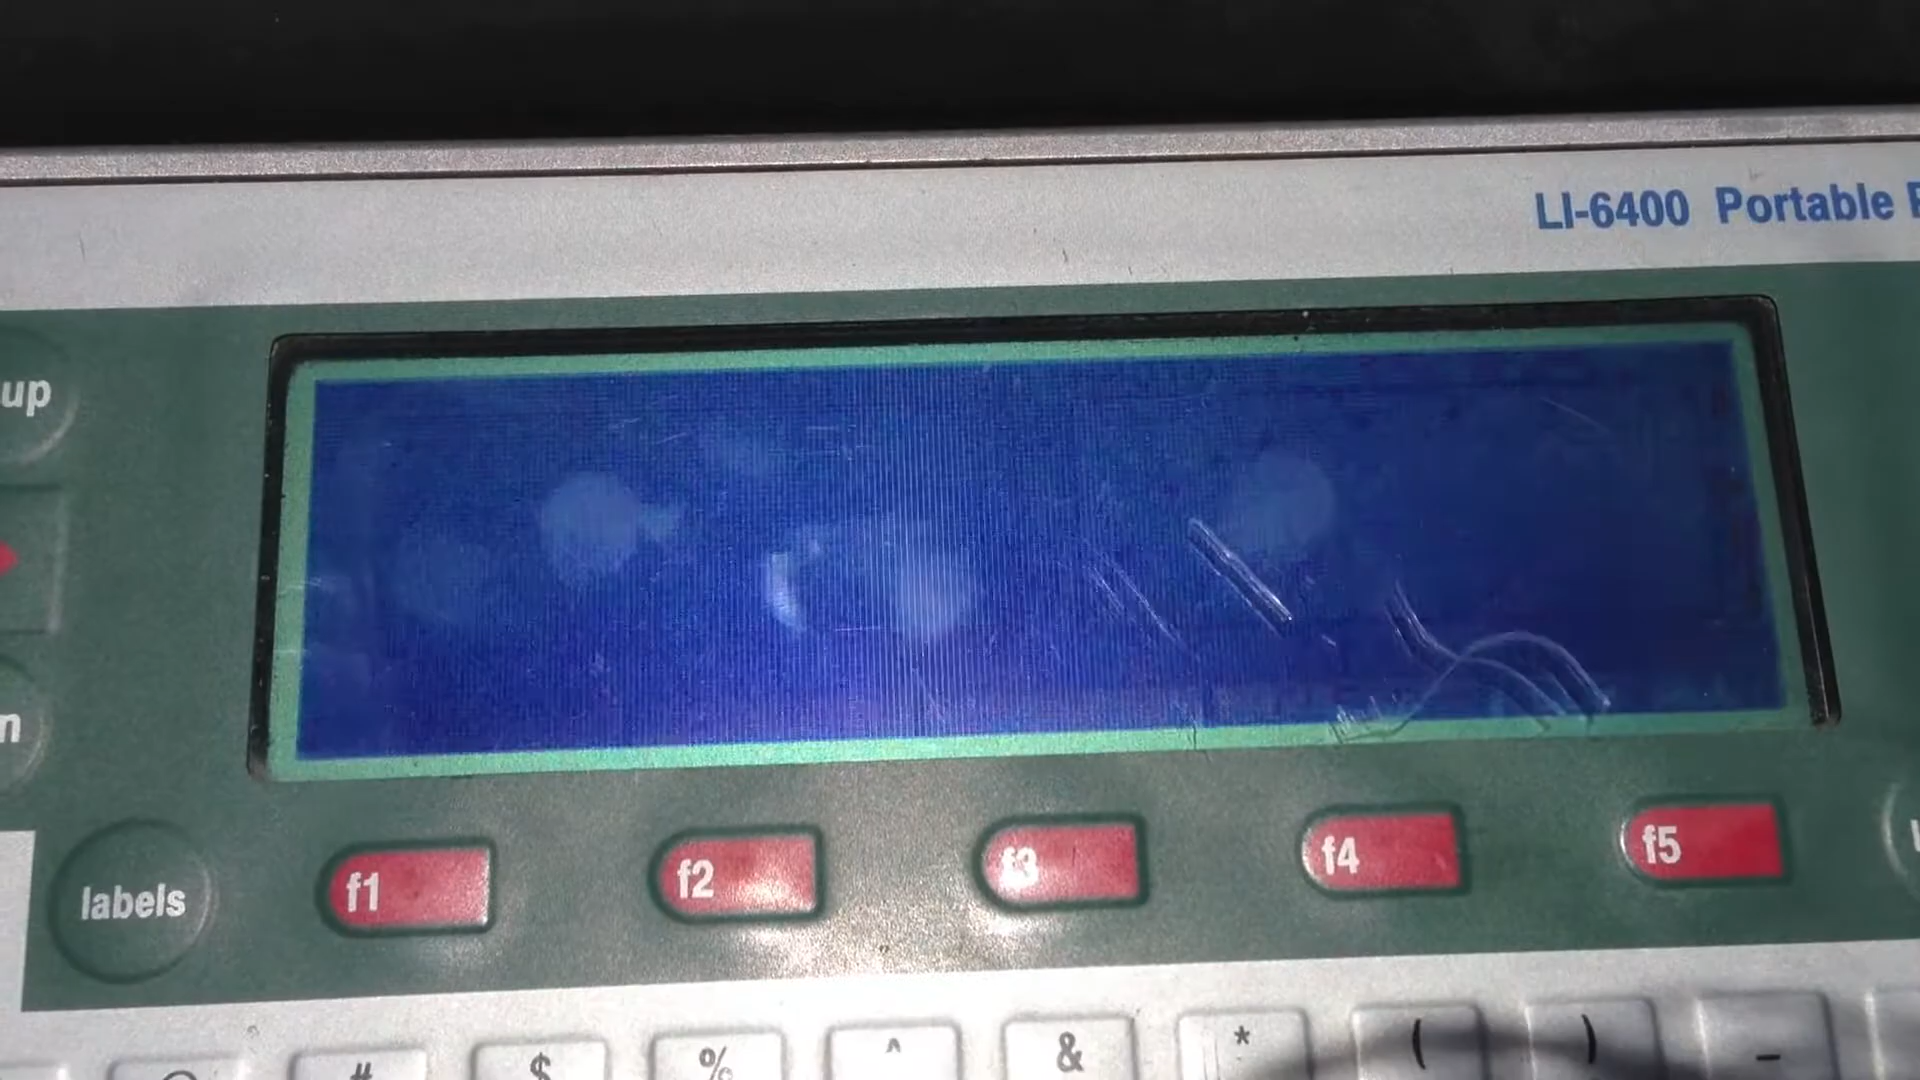 LI-6400 Portable
up
labels f1 f2 f3 f4 f5
# $ % ^ & * ( ) _